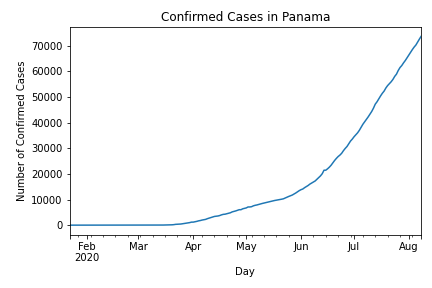 Confirmed Cases in Panama
Number of Confirmed Cases
70000
60000
50000
40000
30000
20000
10000
0
Feb Mar Apr May Jun Jul Aug
2020
Day